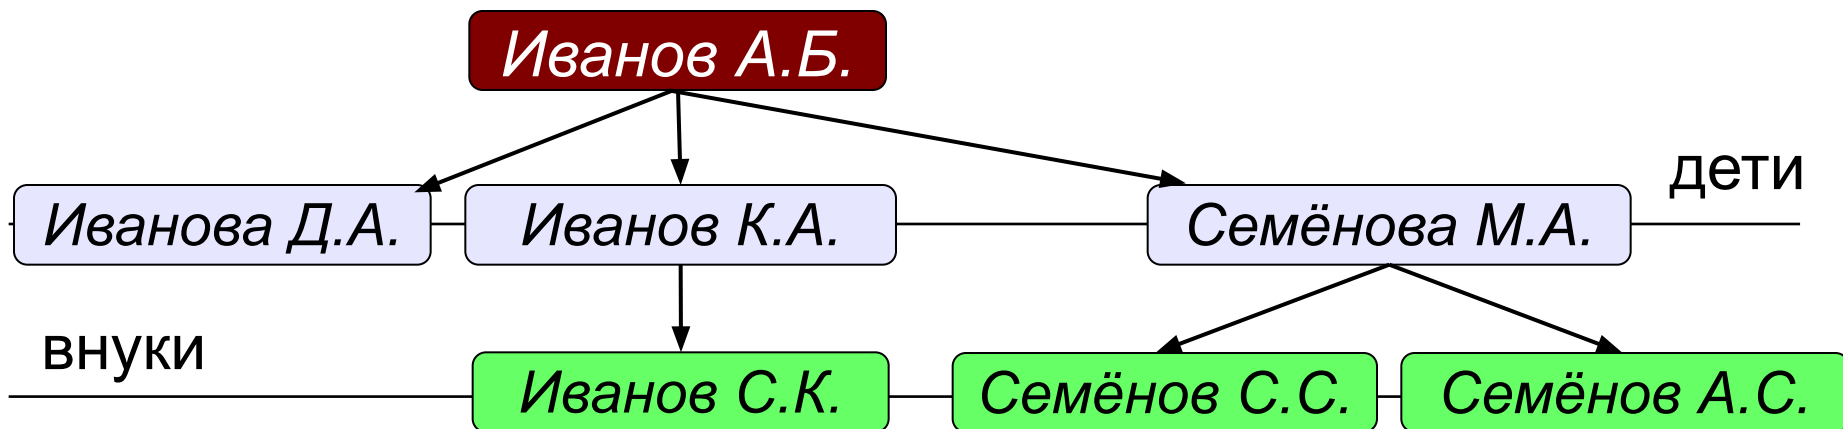 Иванов А.Б.
дети
Иванова Д.А.
Иванов К.А.
Семёнова М.А.
внуки
Иванов С.К.
Семёнов С.С.
Семёнов А.С.